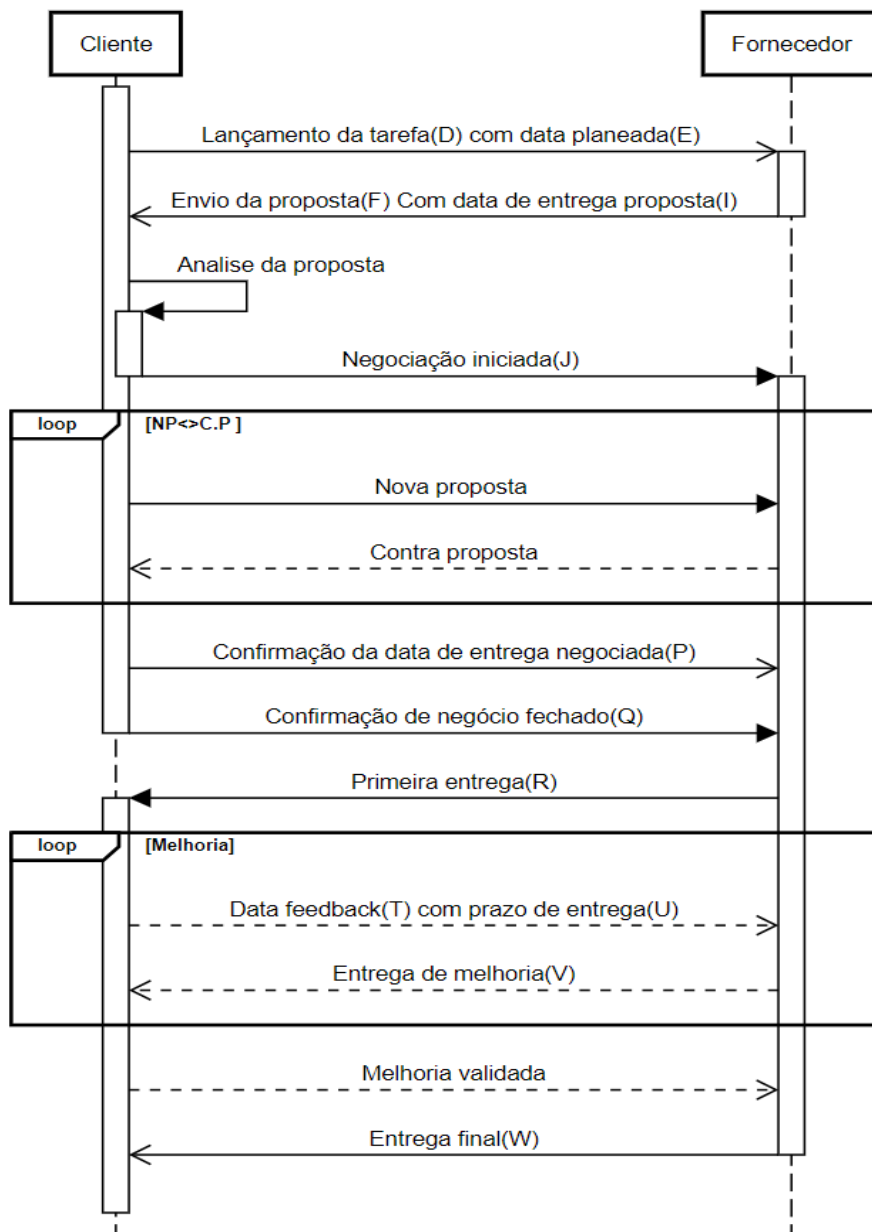 Cliente
Fornecedor
Lançamento da tarefa(D) com data planeada(E)
Envio da proposta(F) Com data de entrega proposta(I)
Analise da proposta
Negociação iniciada(J)
loop
[NP<>C.P ]
Nova proposta
Contra proposta
Confirmação da data de entrega negociada(P)
Confirmação de negócio fechado(Q)
Primeira entrega(R)
loop
[Melhoria]
Data feedback(T) com prazo de entrega(U)
Entrega de melhoria(V)
Melhoria validada
Entrega final(W)